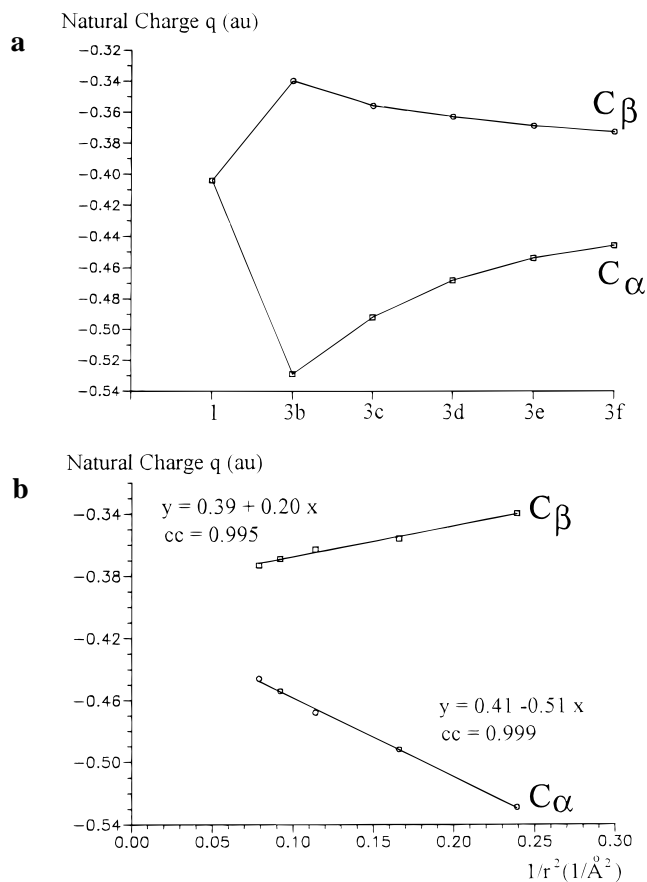 Natural Charge q (au)
a
−0.32
−0.34
−0.36
−0.38
−0.40
−0.42
−0.44
−0.46
−0.48
−0.50
−0.52
−0.54
Cβ
Cα
1 3b 3c 3d 3e 3f
Natural Charge q (au)
b
y = 0.39 + 0.20 x
cc = 0.995
Cβ
−0.34
−0.38
−0.42
−0.46
−0.50
−0.54
y = 0.41 -0.51 x
cc = 0.999
Cα
0.00 0.05 0.10 0.15 0.20 0.25 0.30
1/r² (1/Å²)